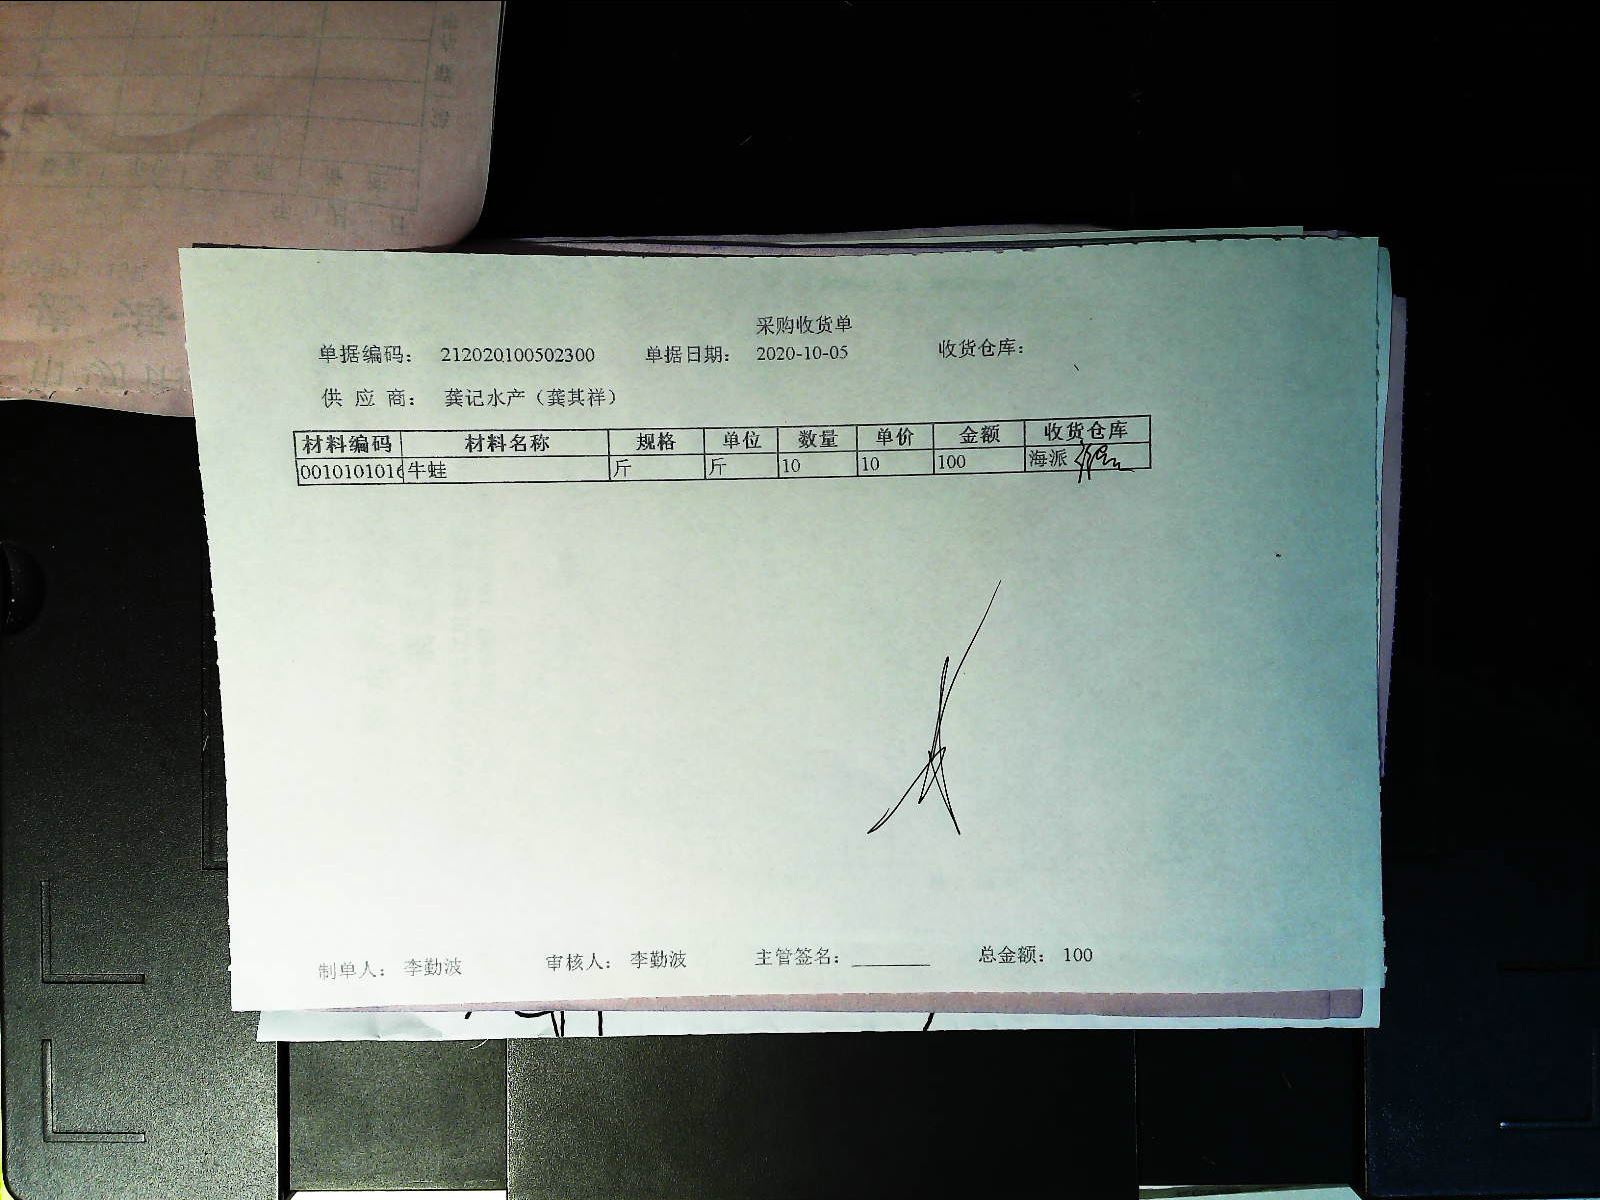 采购收货单
单据编码： 212020100502300 单据日期： 2020-10-05 收货仓库：
供 应 商： 龚记水产（龚其祥）
材料编码 材料名称 规格 单位 数量 单价 金额 收货仓库
001010101 牛蛙 斤 斤 10 10 100 海派
制单人： 李勤波 审核人： 李勤波 主管签名： 总金额： 100